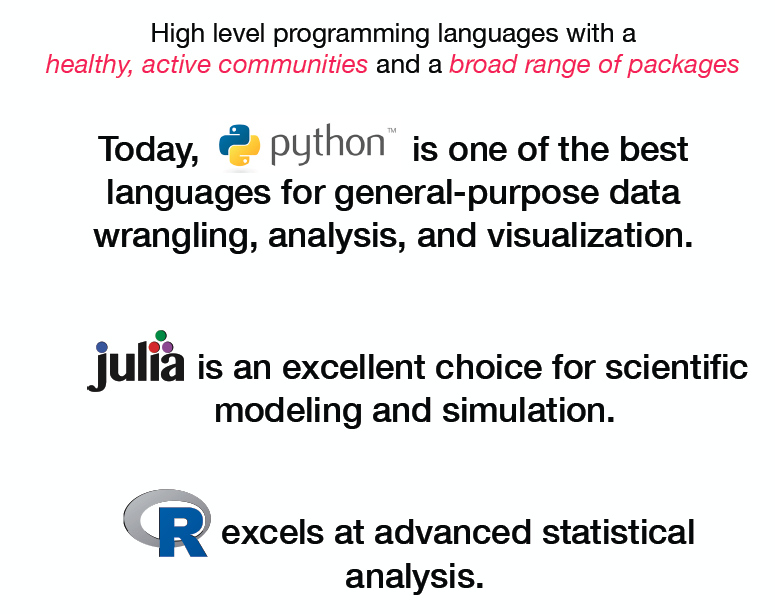 High level programming languages with a
healthy, active communities and a broad range of packages
Today, python™ is one of the best
languages for general-purpose data
wrangling, analysis, and visualization.
julia is an excellent choice for scientific
modeling and simulation.
R excels at advanced statistical
analysis.